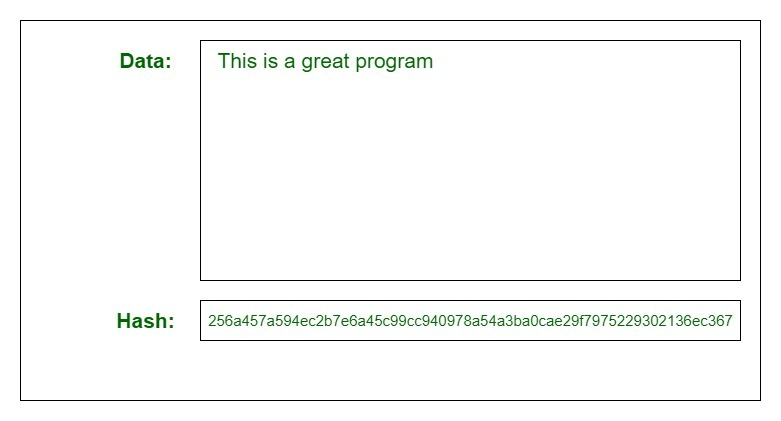 Data:
This is a great program
Hash:
256a457a594ec2b7e6a45c99cc940978a54a3ba0cae29f7975229302136ec367